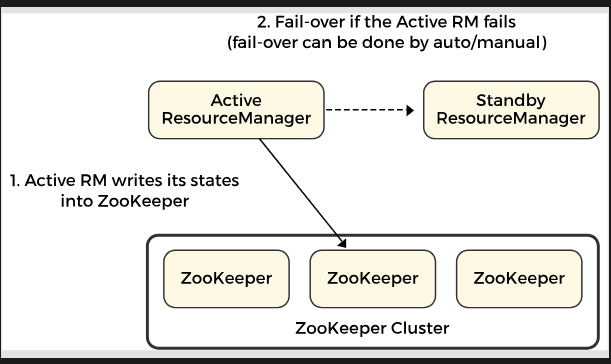 2. Fail-over if the Active RM fails
(fail-over can be done by auto/manual)
Active
ResourceManager
Standby
ResourceManager
1. Active RM writes its states
into ZooKeeper
ZooKeeper
ZooKeeper
ZooKeeper
ZooKeeper Cluster